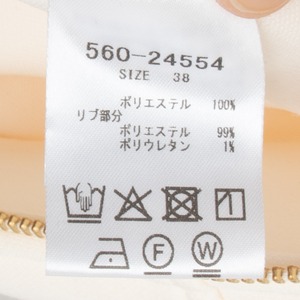 560-24554
SIZE 38
ポリエステル 100%
リブ部分
ポリエステル 99%
ポリウレタン 1%
F W